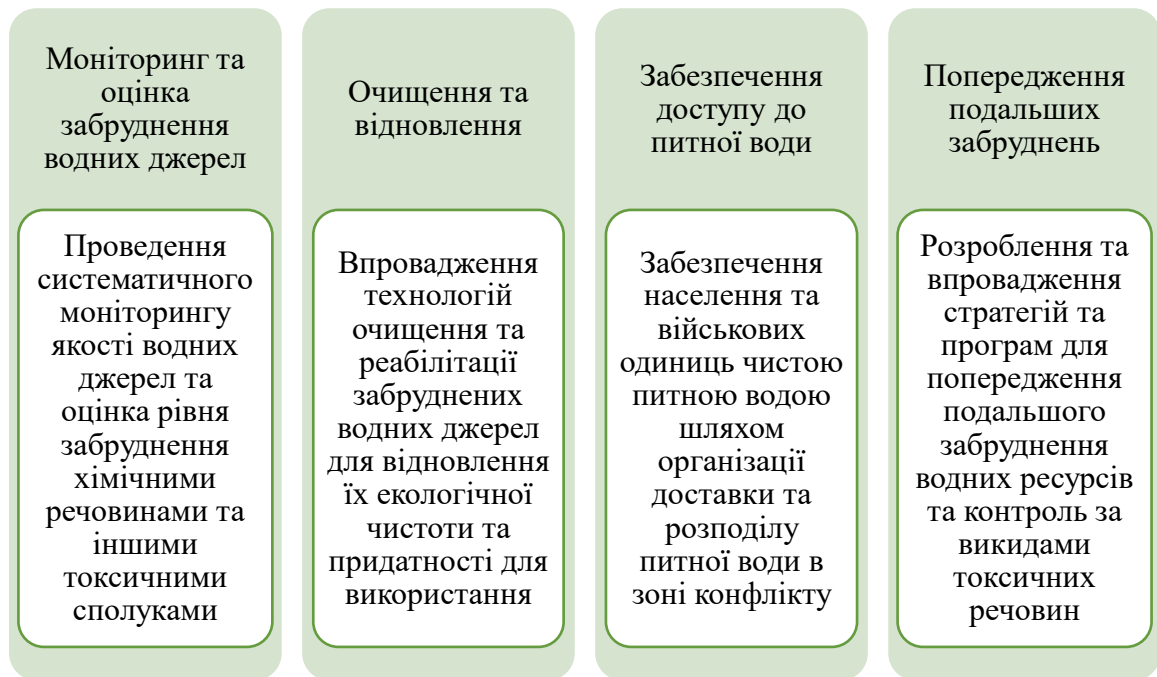 Моніторинг та
оцінка
забруднення
водних джерел
Проведення
систематичного
моніторингу
якості водних
джерел та
оцінка рівня
забруднення
хімічними
речовинами та
іншими
токсичними
сполуками
Очищення та
відновлення
Впровадження
технологій
очищення та
реабілітації
забруднених
водних джерел
для відновлення
їх екологічної
чистоти та
придатності для
використання
Забезпечення
доступу до
питної води
Забезпечення
населення та
військових
одиниць чистою
питною водою
шляхом
організації
доставки та
розподілу
питної води в
зоні конфлікту
Попередження
подальших
забруднень
Розроблення та
впровадження
стратегій та
програм для
попередження
подальшого
забруднення
водних ресурсів
та контроль за
викидами
токсичних
речовин